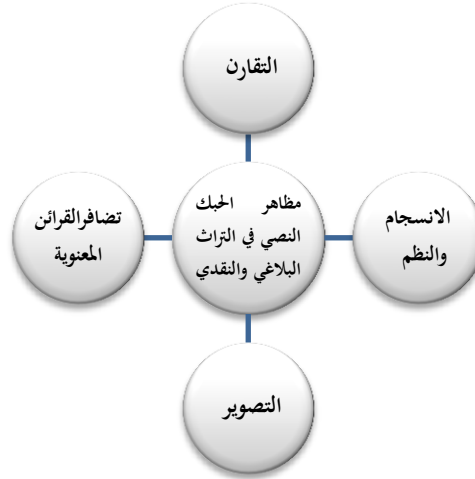 التقارن
الانسجام
والنظم
مظاهر الحبك
النصي في التراث
البلاغي والنقدي
تضافرالقرائن
المعنوية
التصوير